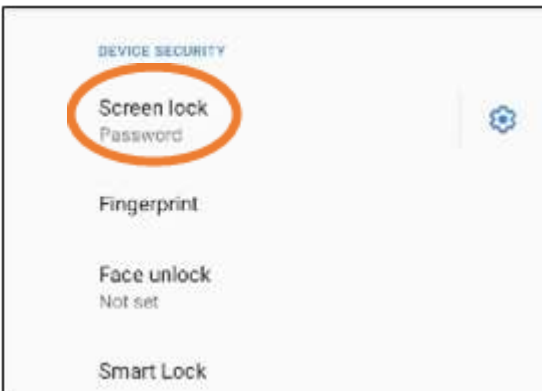 DEVICE SECURITY
Screen lock
Password
Fingerprint
Face unlock
Not set
Smart Lock